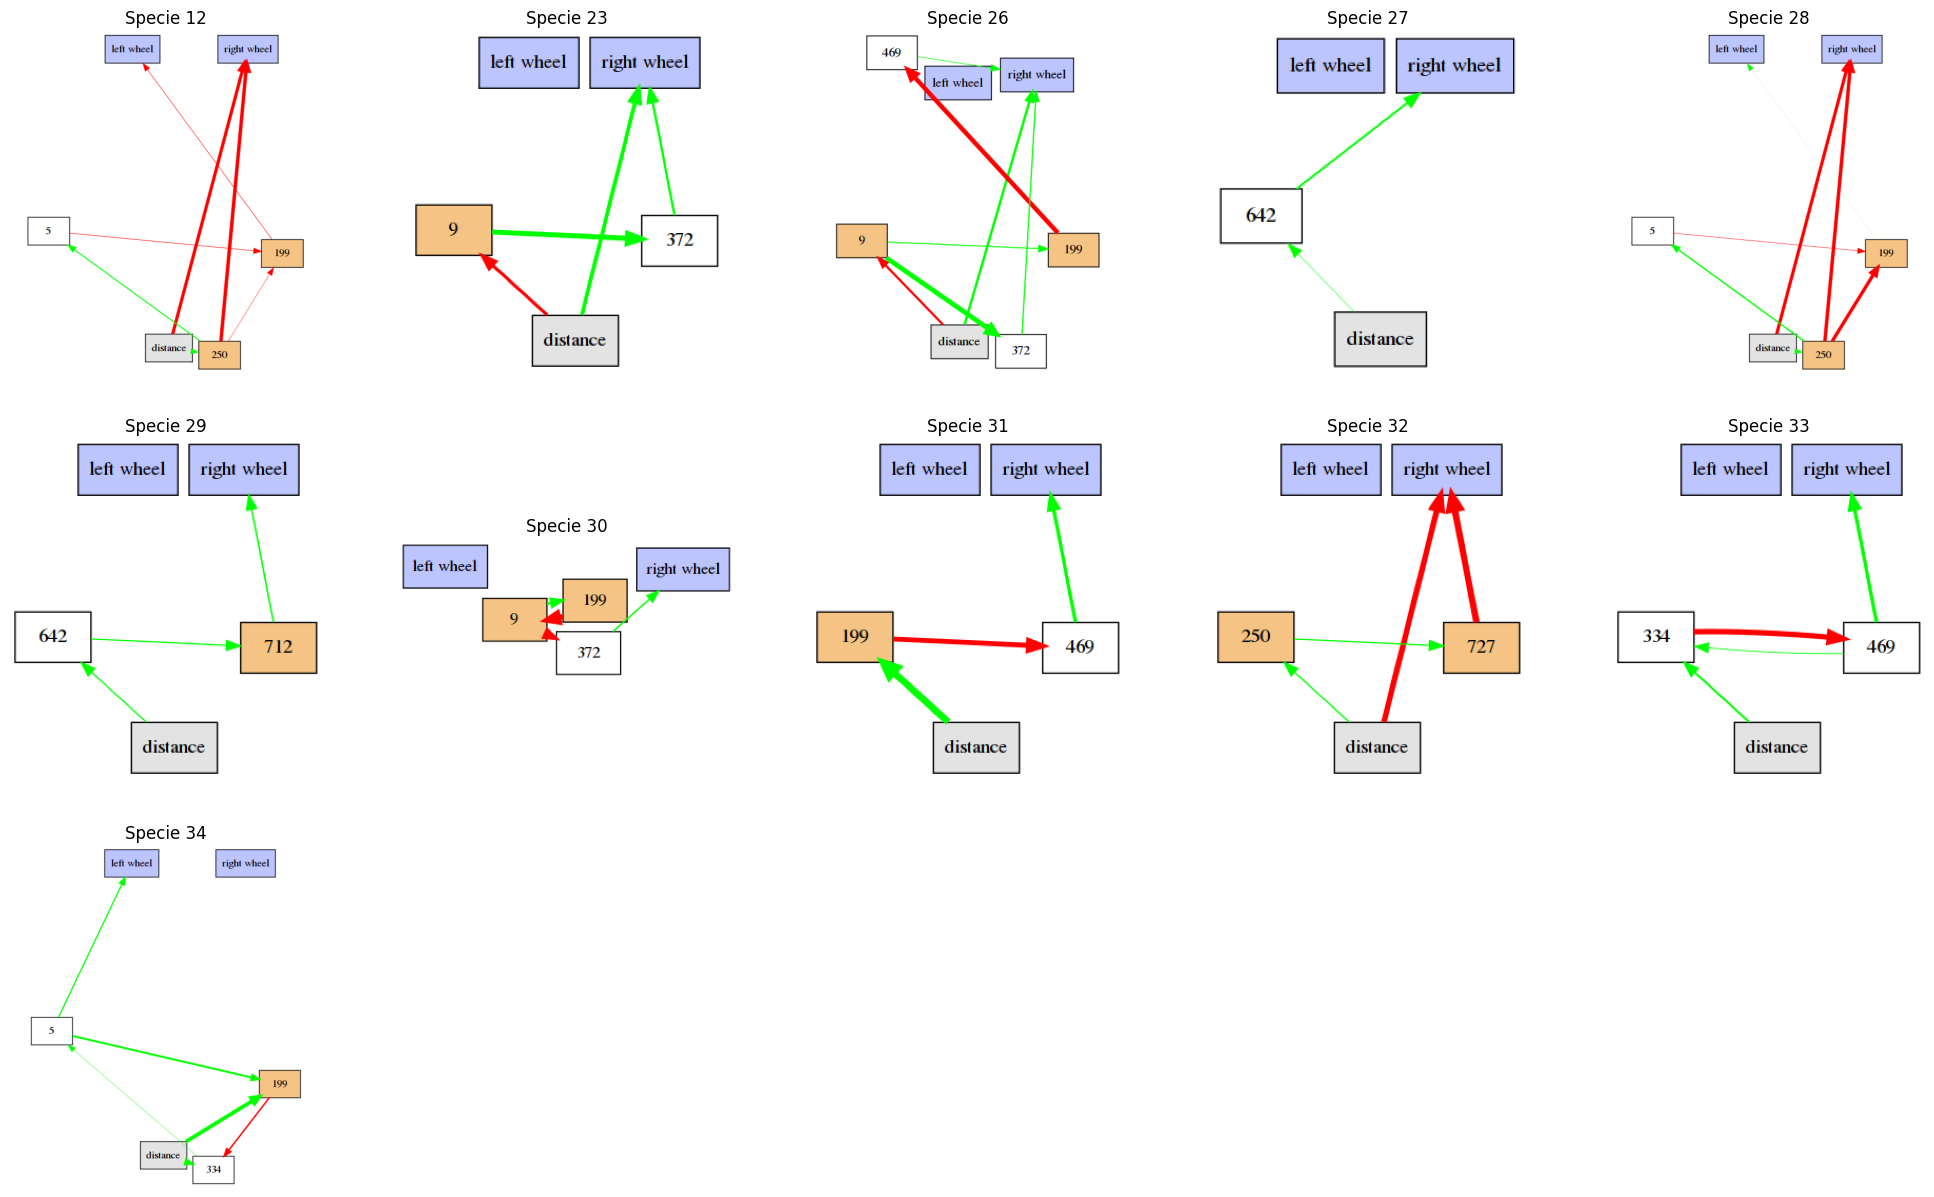 Specie 12
left wheel
right wheel
5
199
distance
250
Specie 23
left wheel
right wheel
9
372
distance
Specie 26
469
left wheel
right wheel
9
199
distance
372
Specie 27
left wheel
right wheel
642
distance
Specie 28
left wheel
right wheel
5
199
distance
250
Specie 29
left wheel
right wheel
642
712
distance
Specie 30
left wheel
right wheel
199
9
372
Specie 31
left wheel
right wheel
199
469
distance
Specie 32
left wheel
right wheel
250
727
distance
Specie 33
left wheel
right wheel
334
469
distance
Specie 34
left wheel
right wheel
5
199
distance
334